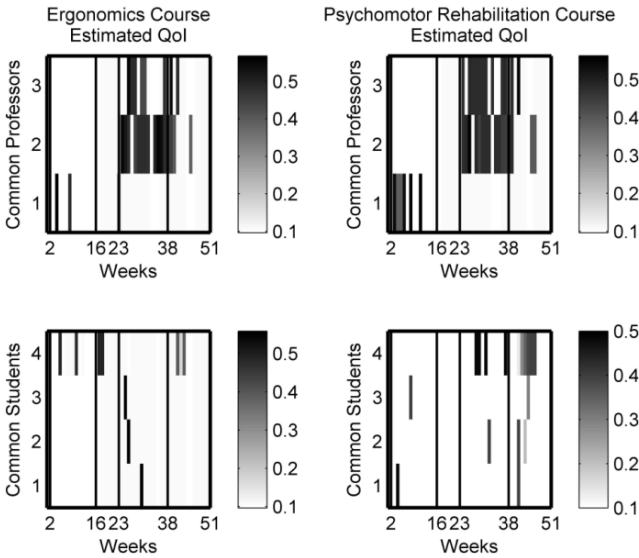 Ergonomics Course
Estimated QoI
Psychomotor Rehabilitation Course
Estimated QoI
Common Professors
3
2
1
2 16 23 38 51
Weeks
0.5
0.4
0.3
0.2
0.1
Common Professors
3
2
1
2 16 23 38 51
Weeks
0.5
0.4
0.3
0.2
0.1
Common Students
4
3
2
1
2 16 23 38 51
Weeks
0.5
0.4
0.3
0.2
0.1
Common Students
4
3
2
1
2 16 23 38 51
Weeks
0.5
0.4
0.3
0.2
0.1